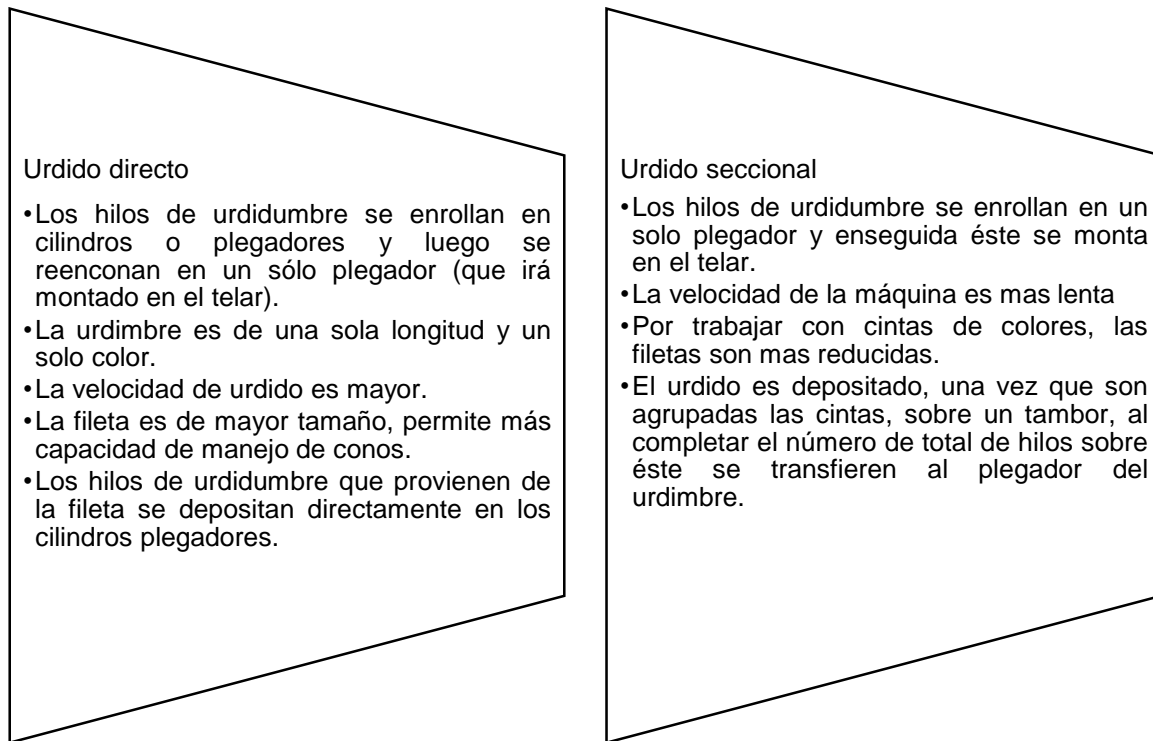 Urdido directo
•Los hilos de urdidumbre se enrollan en
cilindros o plegadores y luego se
reenconan en un sólo plegador (que irá
montado en el telar).
•La urdimbre es de una sola longitud y un
solo color.
•La velocidad de urdido es mayor.
•La fileta es de mayor tamaño, permite más
capacidad de manejo de conos.
•Los hilos de urdidumbre que provienen de
la fileta se depositan directamente en los
cilindros plegadores.
Urdido seccional
•Los hilos de urdidumbre se enrollan en un
solo plegador y enseguida éste se monta
en el telar.
•La velocidad de la máquina es mas lenta
•Por trabajar con cintas de colores, las
filetas son mas reducidas.
•El urdido es depositado, una vez que son
agrupadas las cintas, sobre un tambor, al
completar el número de total de hilos sobre
éste se transfieren al plegador del
urdimbre.